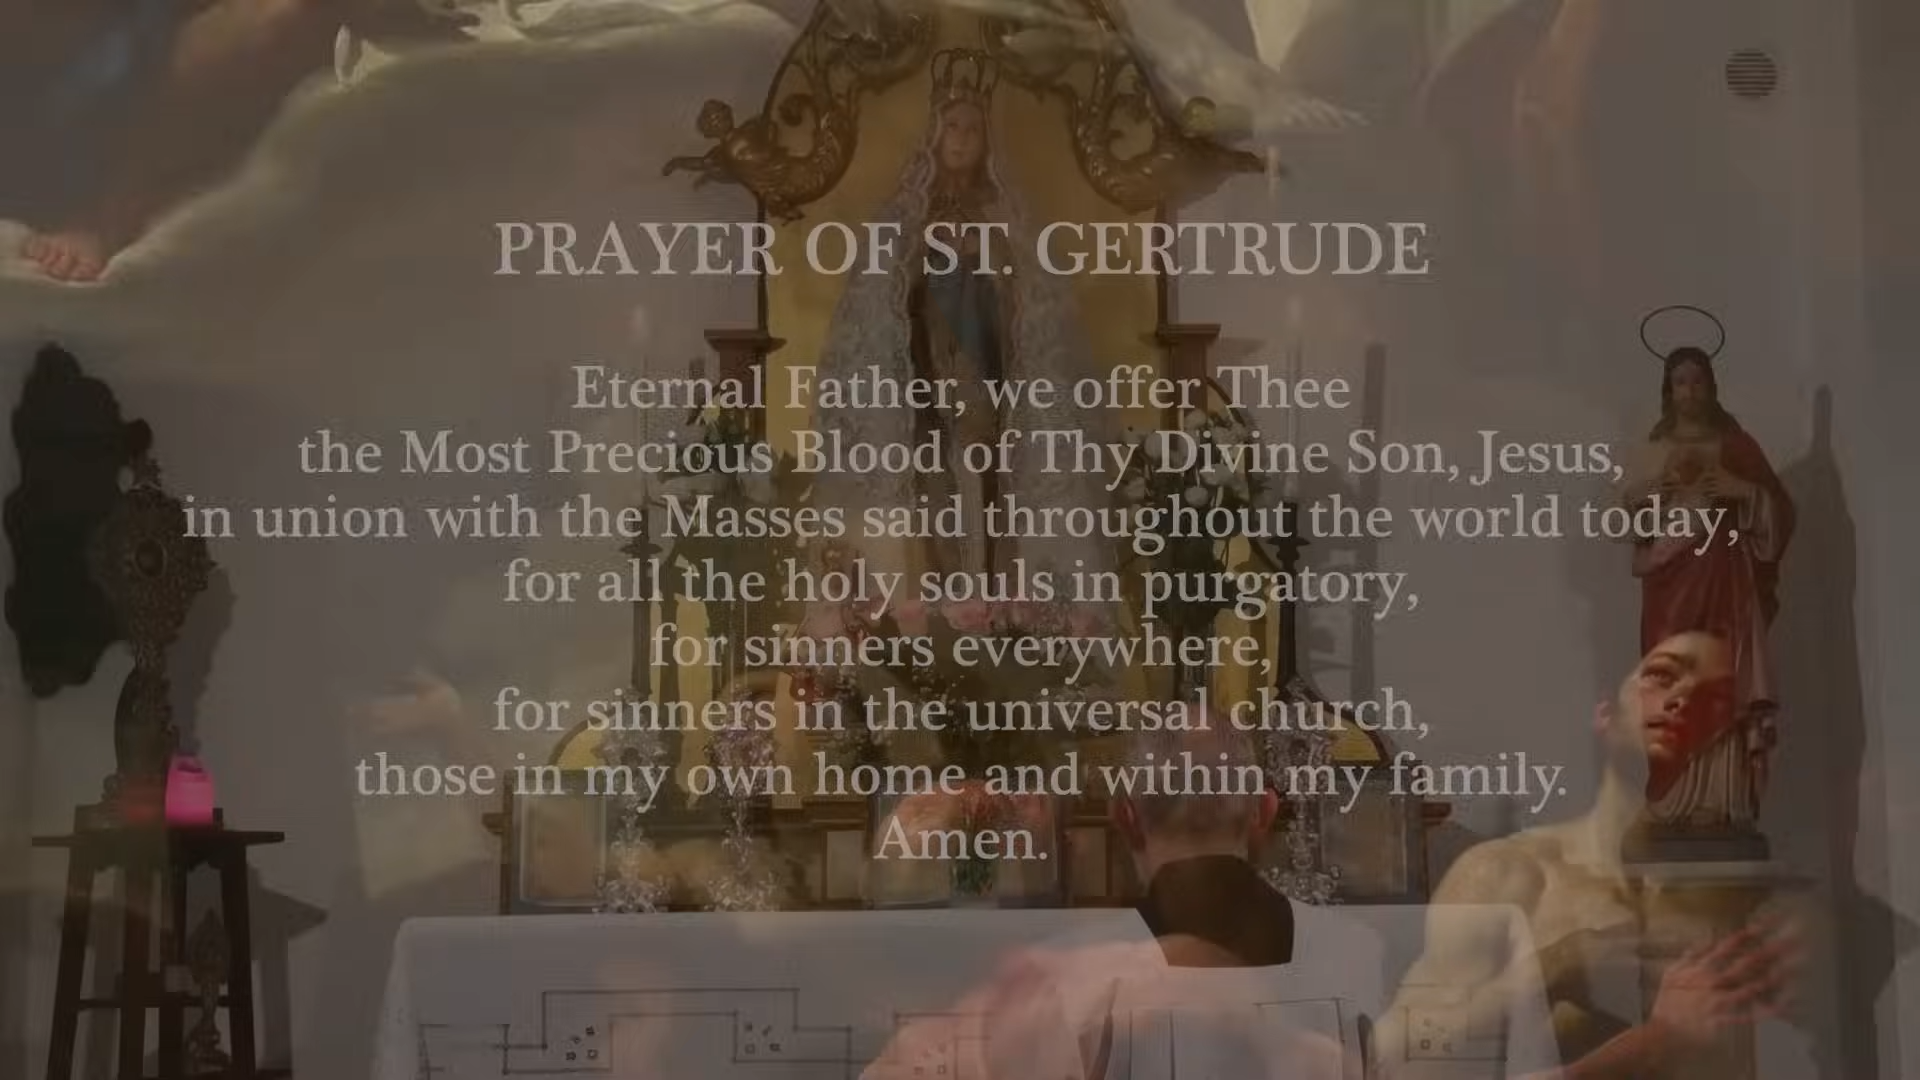 PRAYER OF ST. GERTRUDE
Eternal Father, we offer Thee
the Most Precious Blood of Thy Divine Son, Jesus,
in union with the Masses said throughout the world today,
for all the holy souls in purgatory,
for sinners everywhere,
for sinners in the universal church,
those in my own home and within my family.
Amen.